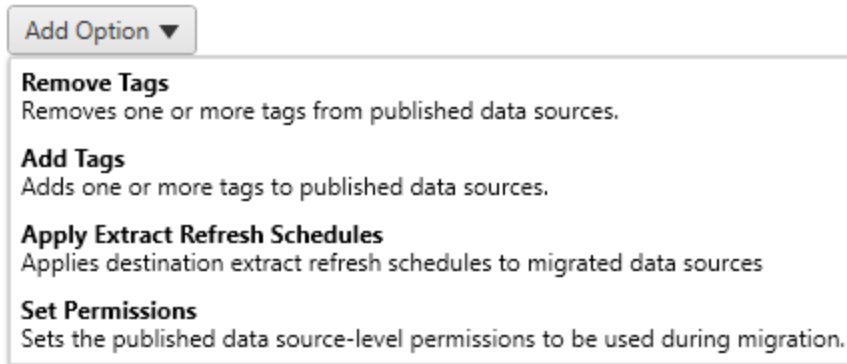 Add Option ▼
Remove Tags
Removes one or more tags from published data sources.
Add Tags
Adds one or more tags to published data sources.
Apply Extract Refresh Schedules
Applies destination extract refresh schedules to migrated data sources
Set Permissions
Sets the published data source-level permissions to be used during migration.